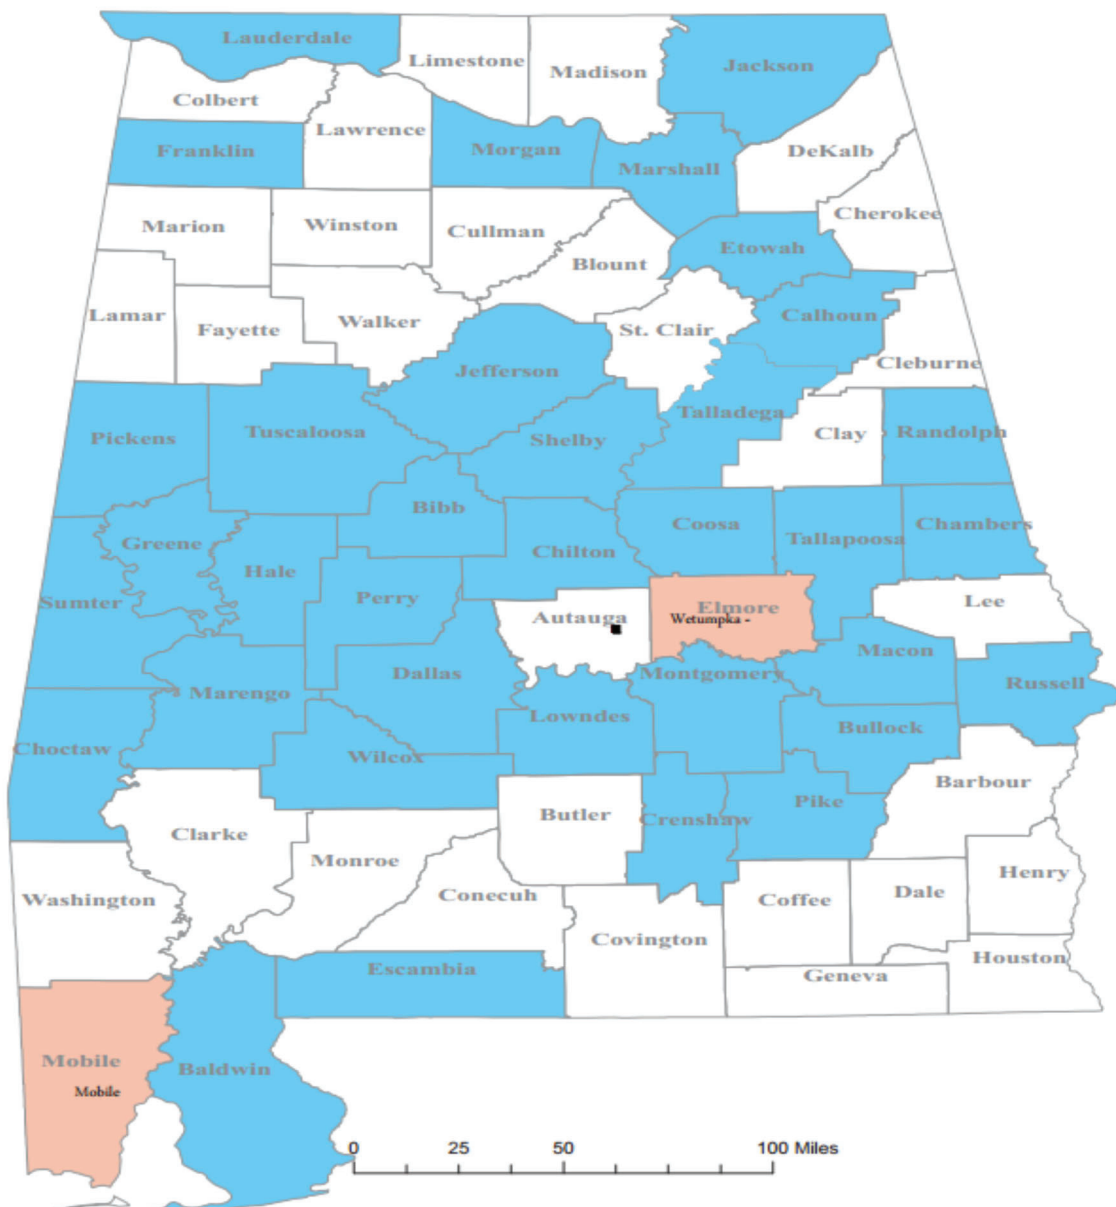 Lauderdale
Limestone
Madison
Jackson
Colbert
Lawrence
Franklin
Morgan
Marshall
DeKalb
Cherokee
Marion
Winston
Cullman
Blount
Etowah
Lamar
Fayette
Walker
St. Clair
Calhoun
Cleburne
Jefferson
Pickens
Tuscaloosa
Shelby
Talladega
Clay
Randolph
Bibb
Greene
Hale
Chilton
Coosa
Tallapoosa
Chambers
Sumter
Perry
Autauga
Elmore
Wetumpka -
Lee
Marengo
Dallas
Montgomery
Macon
Russell
Choctaw
Wilcox
Lowndes
Bullock
Clarke
Butler
Crenshaw
Pike
Barbour
Monroe
Washington
Conecuh
Coffee
Dale
Henry
Covington
Escambia
Geneva
Houston
Mobile
Mobile
Baldwin
0 25 50 100 Miles